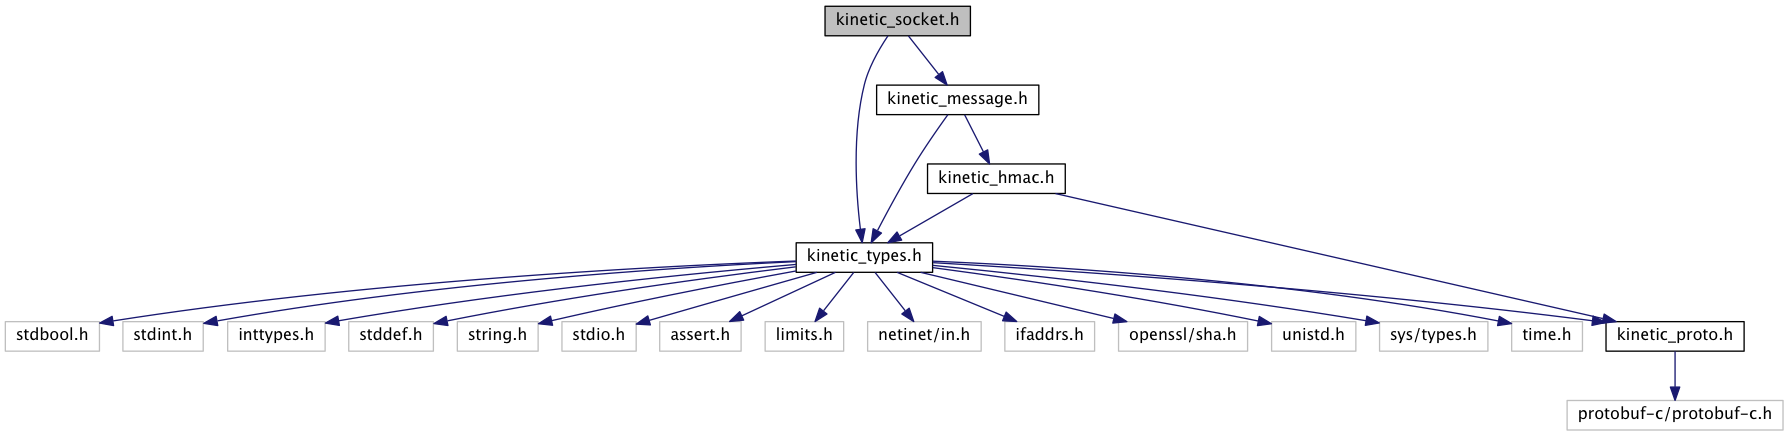 kinetic_socket.h
kinetic_message.h
kinetic_hmac.h
kinetic_types.h
stdbool.h
stdint.h
inttypes.h
stddef.h
string.h
stdio.h
assert.h
limits.h
netinet/in.h
ifaddrs.h
openssl/sha.h
unistd.h
sys/types.h
time.h
kinetic_proto.h
protobuf-c/protobuf-c.h